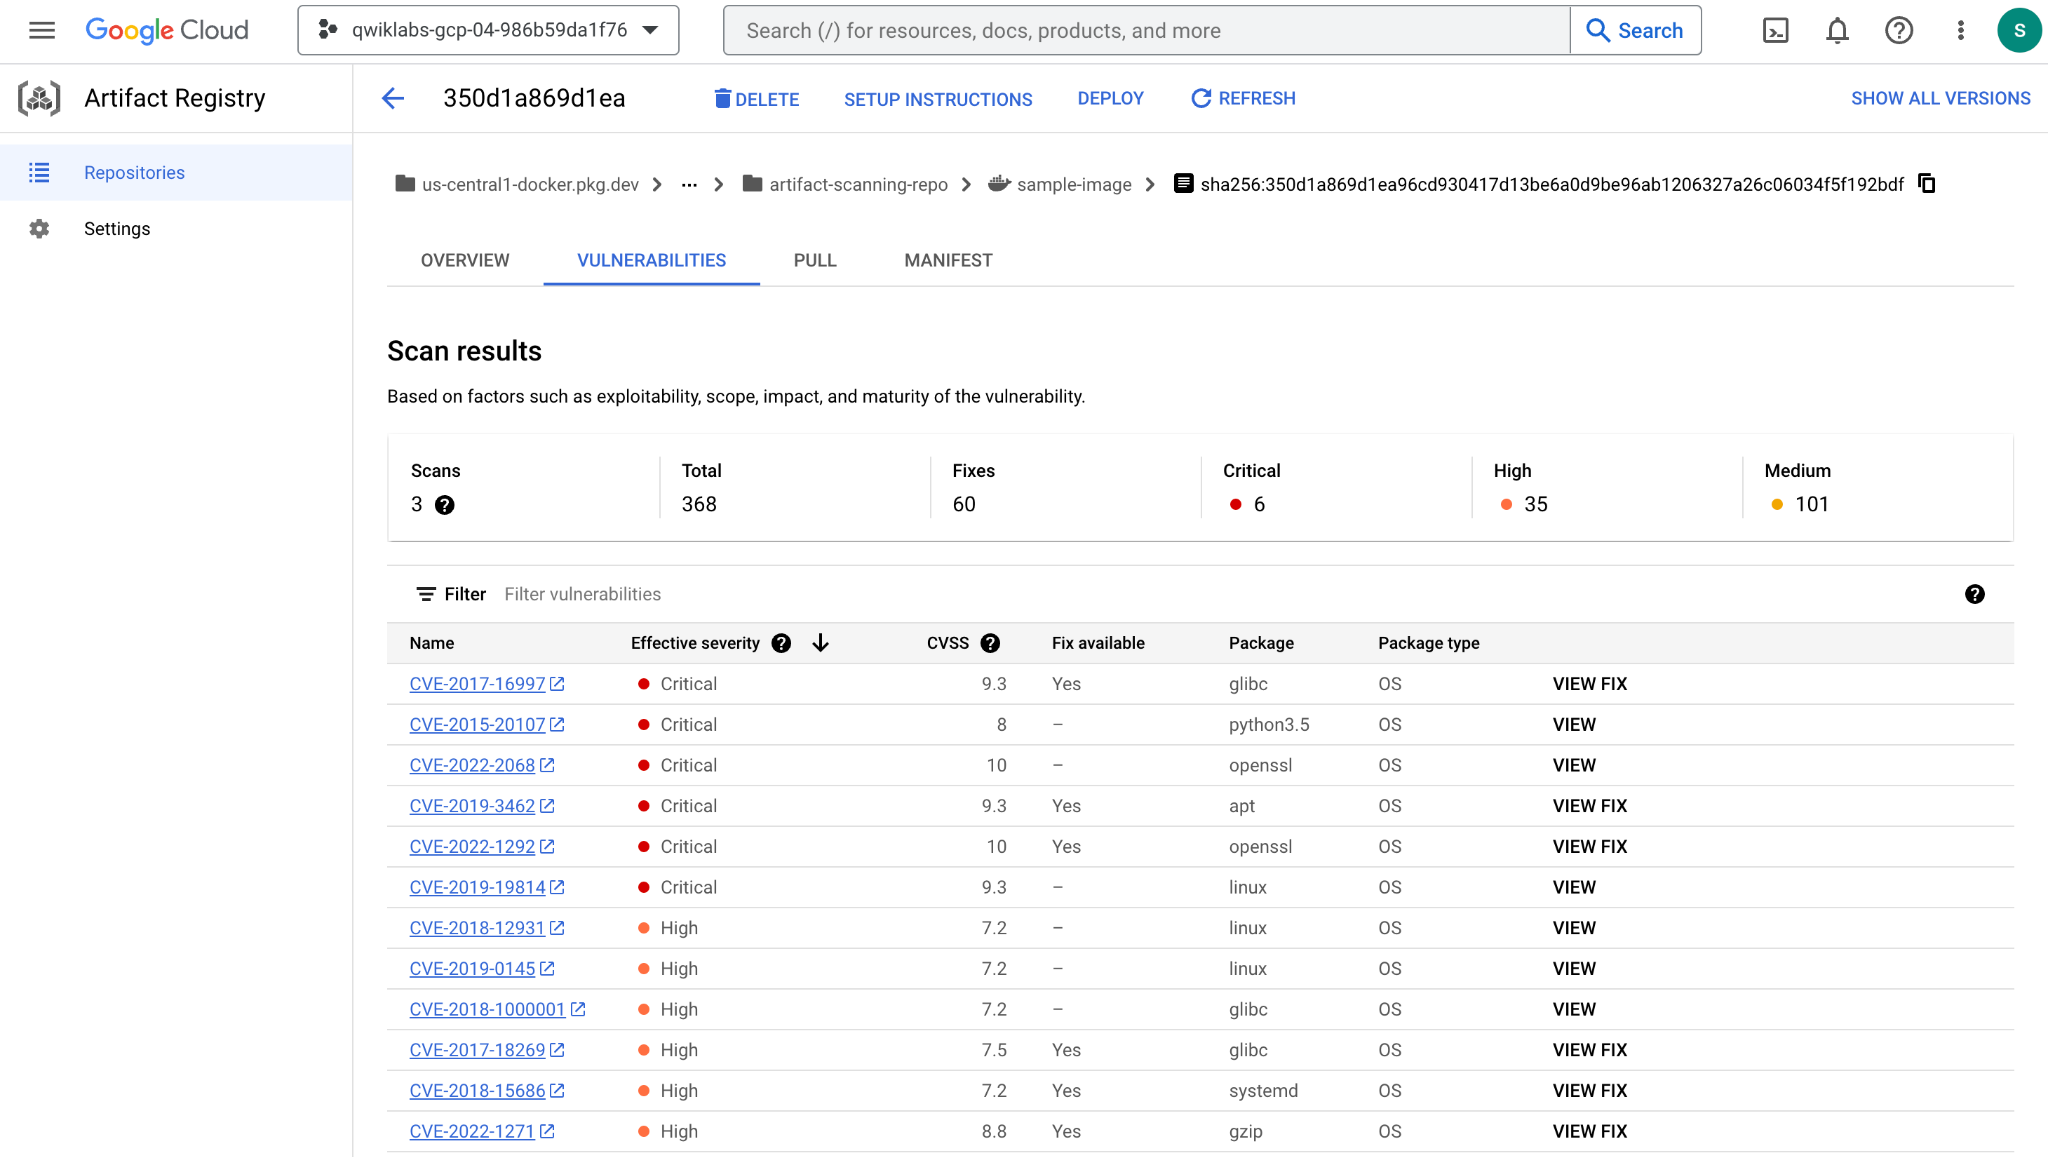 Google Cloud qwiklabs-gcp-04-986b59da1f76 Search (/) for resources, docs, products, and more Search S
Artifact Registry 350d1a869d1ea DELETE SETUP INSTRUCTIONS DEPLOY REFRESH SHOW ALL VERSIONS
Repositories
Settings
us-central1-docker.pkg.dev ... artifact-scanning-repo sample-image sha256:350d1a869d1ea96cd930417d13be6a0d9be96ab1206327a26c06034f5f192bdf
OVERVIEW VULNERABILITIES PULL MANIFEST
Scan results
Based on factors such as exploitability, scope, impact, and maturity of the vulnerability.
Scans Total Fixes Critical High Medium
3 368 60 6 35 101
Filter Filter vulnerabilities
Name Effective severity CVSS Fix available Package Package type
CVE-2017-16997 Critical 9.3 Yes glibc OS VIEW FIX
CVE-2015-20107 Critical 8 – python3.5 OS VIEW
CVE-2022-2068 Critical 10 – openssl OS VIEW
CVE-2019-3462 Critical 9.3 Yes apt OS VIEW FIX
CVE-2022-1292 Critical 10 Yes openssl OS VIEW FIX
CVE-2019-19814 Critical 9.3 – linux OS VIEW
CVE-2018-12931 High 7.2 – linux OS VIEW
CVE-2019-0145 High 7.2 – linux OS VIEW
CVE-2018-1000001 High 7.2 – glibc OS VIEW
CVE-2017-18269 High 7.5 Yes glibc OS VIEW FIX
CVE-2018-15686 High 7.2 Yes systemd OS VIEW FIX
CVE-2022-1271 High 8.8 Yes gzip OS VIEW FIX